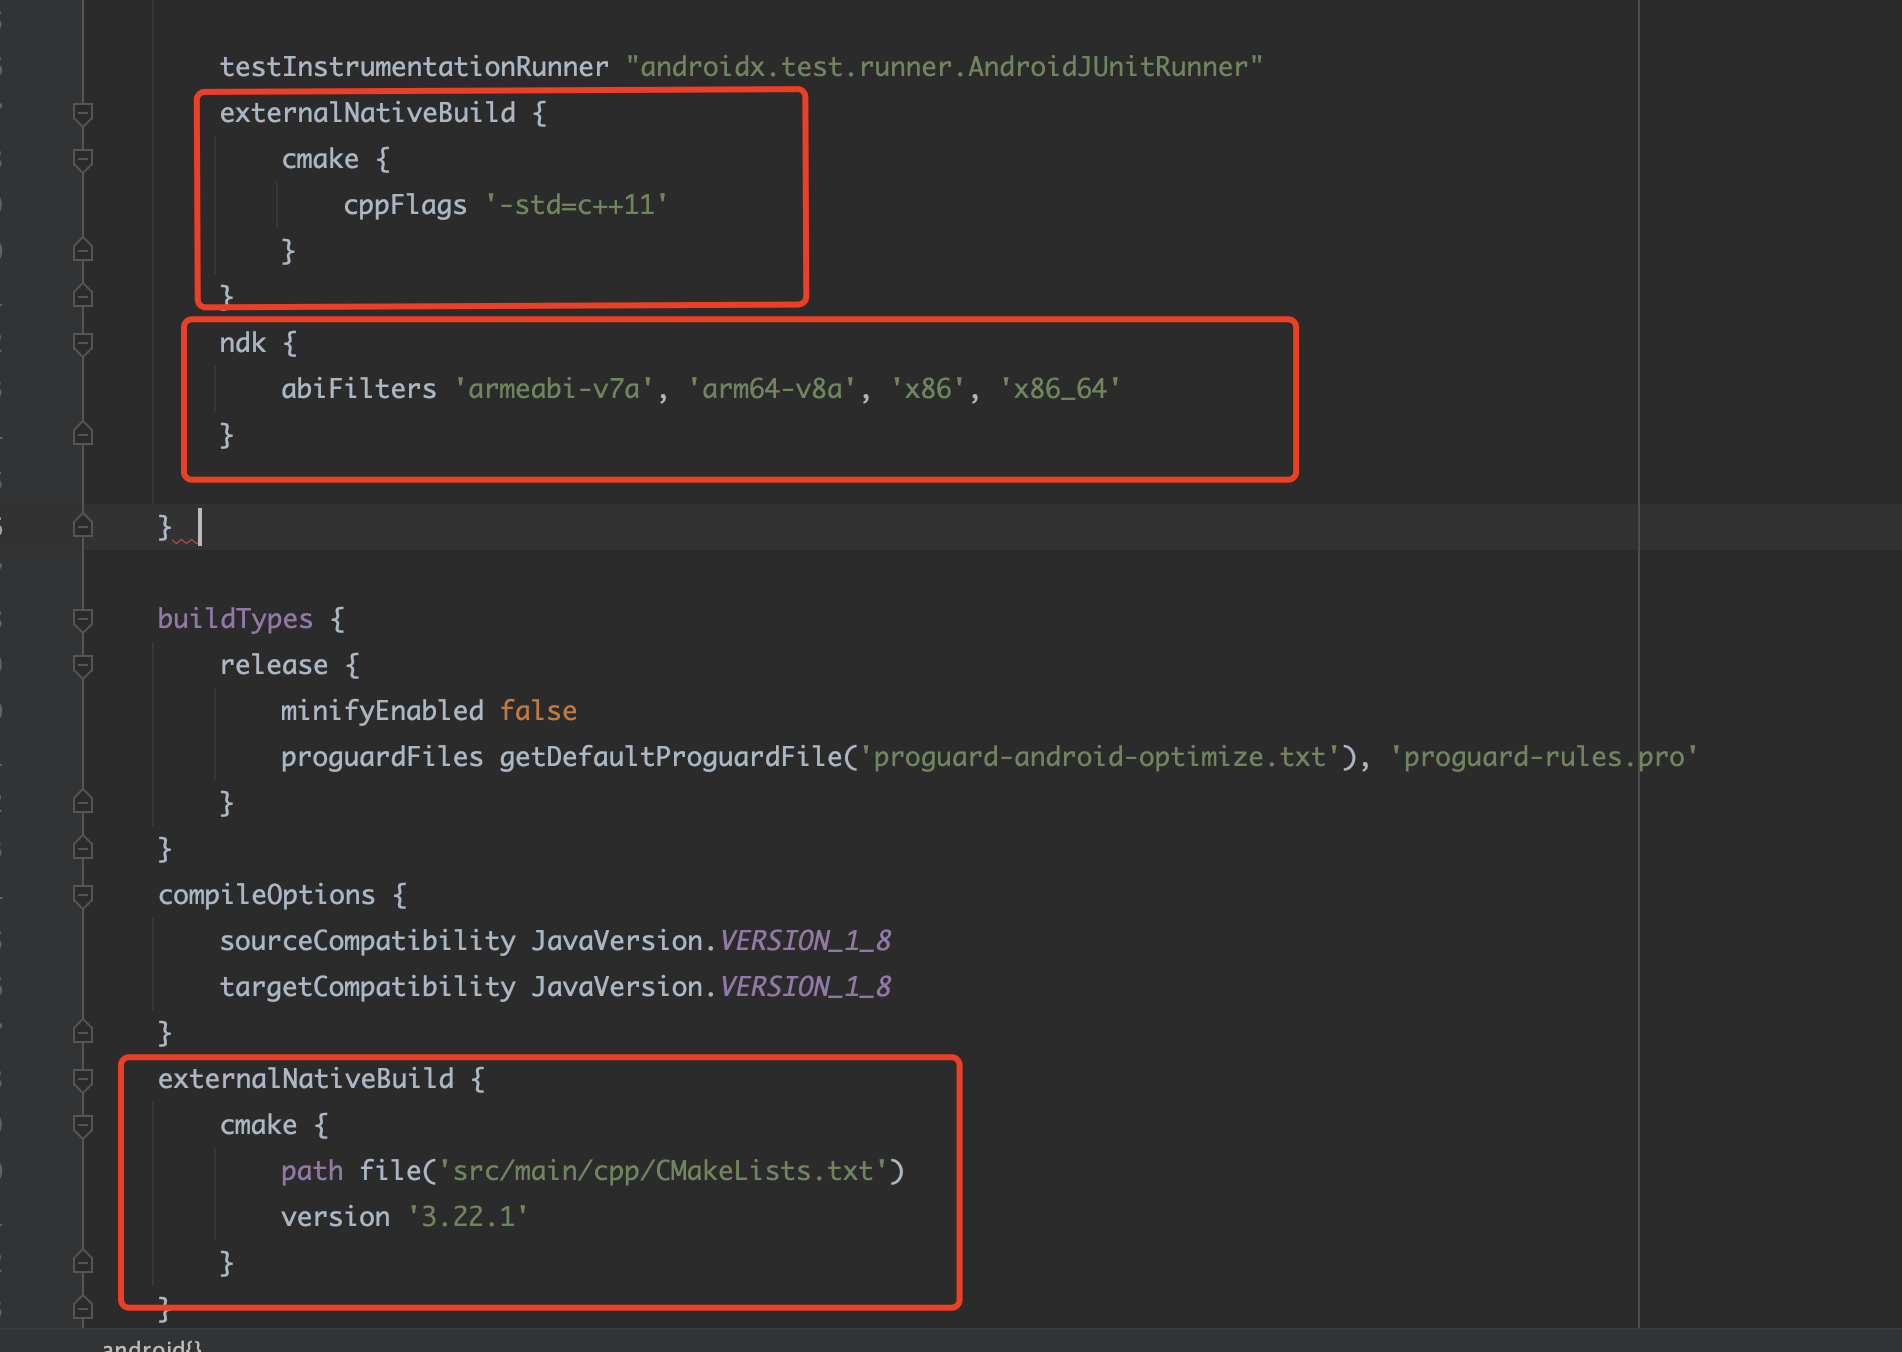 testInstrumentationRunner "androidx.test.runner.AndroidJUnitRunner"
externalNativeBuild {
cmake {
cppFlags '-std=c++11'
}
}
ndk {
abiFilters 'armeabi-v7a', 'arm64-v8a', 'x86', 'x86_64'
}
}
buildTypes {
release {
minifyEnabled false
proguardFiles getDefaultProguardFile('proguard-android-optimize.txt'), 'proguard-rules.pro'
}
}
compileOptions {
sourceCompatibility JavaVersion.VERSION_1_8
targetCompatibility JavaVersion.VERSION_1_8
}
externalNativeBuild {
cmake {
path file('src/main/cpp/CMakeLists.txt')
version '3.22.1'
}
}
android{}